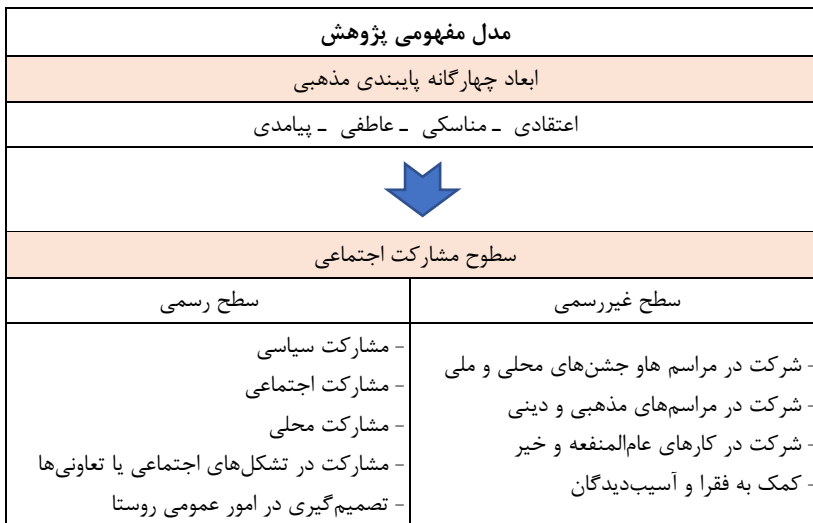 مدل مفهومی پژوهش
ابعاد چهارگانه پایبندی مذهبی
اعتقادی ـ مناسکی ـ عاطفی ـ پیامدی
سطوح مشارکت اجتماعی
سطح غیررسمی
- شرکت در مراسم هاو جشن‌های محلی و ملی
- شرکت در مراسم‌های مذهبی و دینی
- شرکت در کارهای عام‌المنفعه و خیر
- کمک به فقرا و آسیب‌دیدگان
سطح رسمی
- مشارکت سیاسی
- مشارکت اجتماعی
- مشارکت محلی
- مشارکت در تشکل‌های اجتماعی یا تعاونی‌ها
- تصمیم‌گیری در امور عمومی روستا